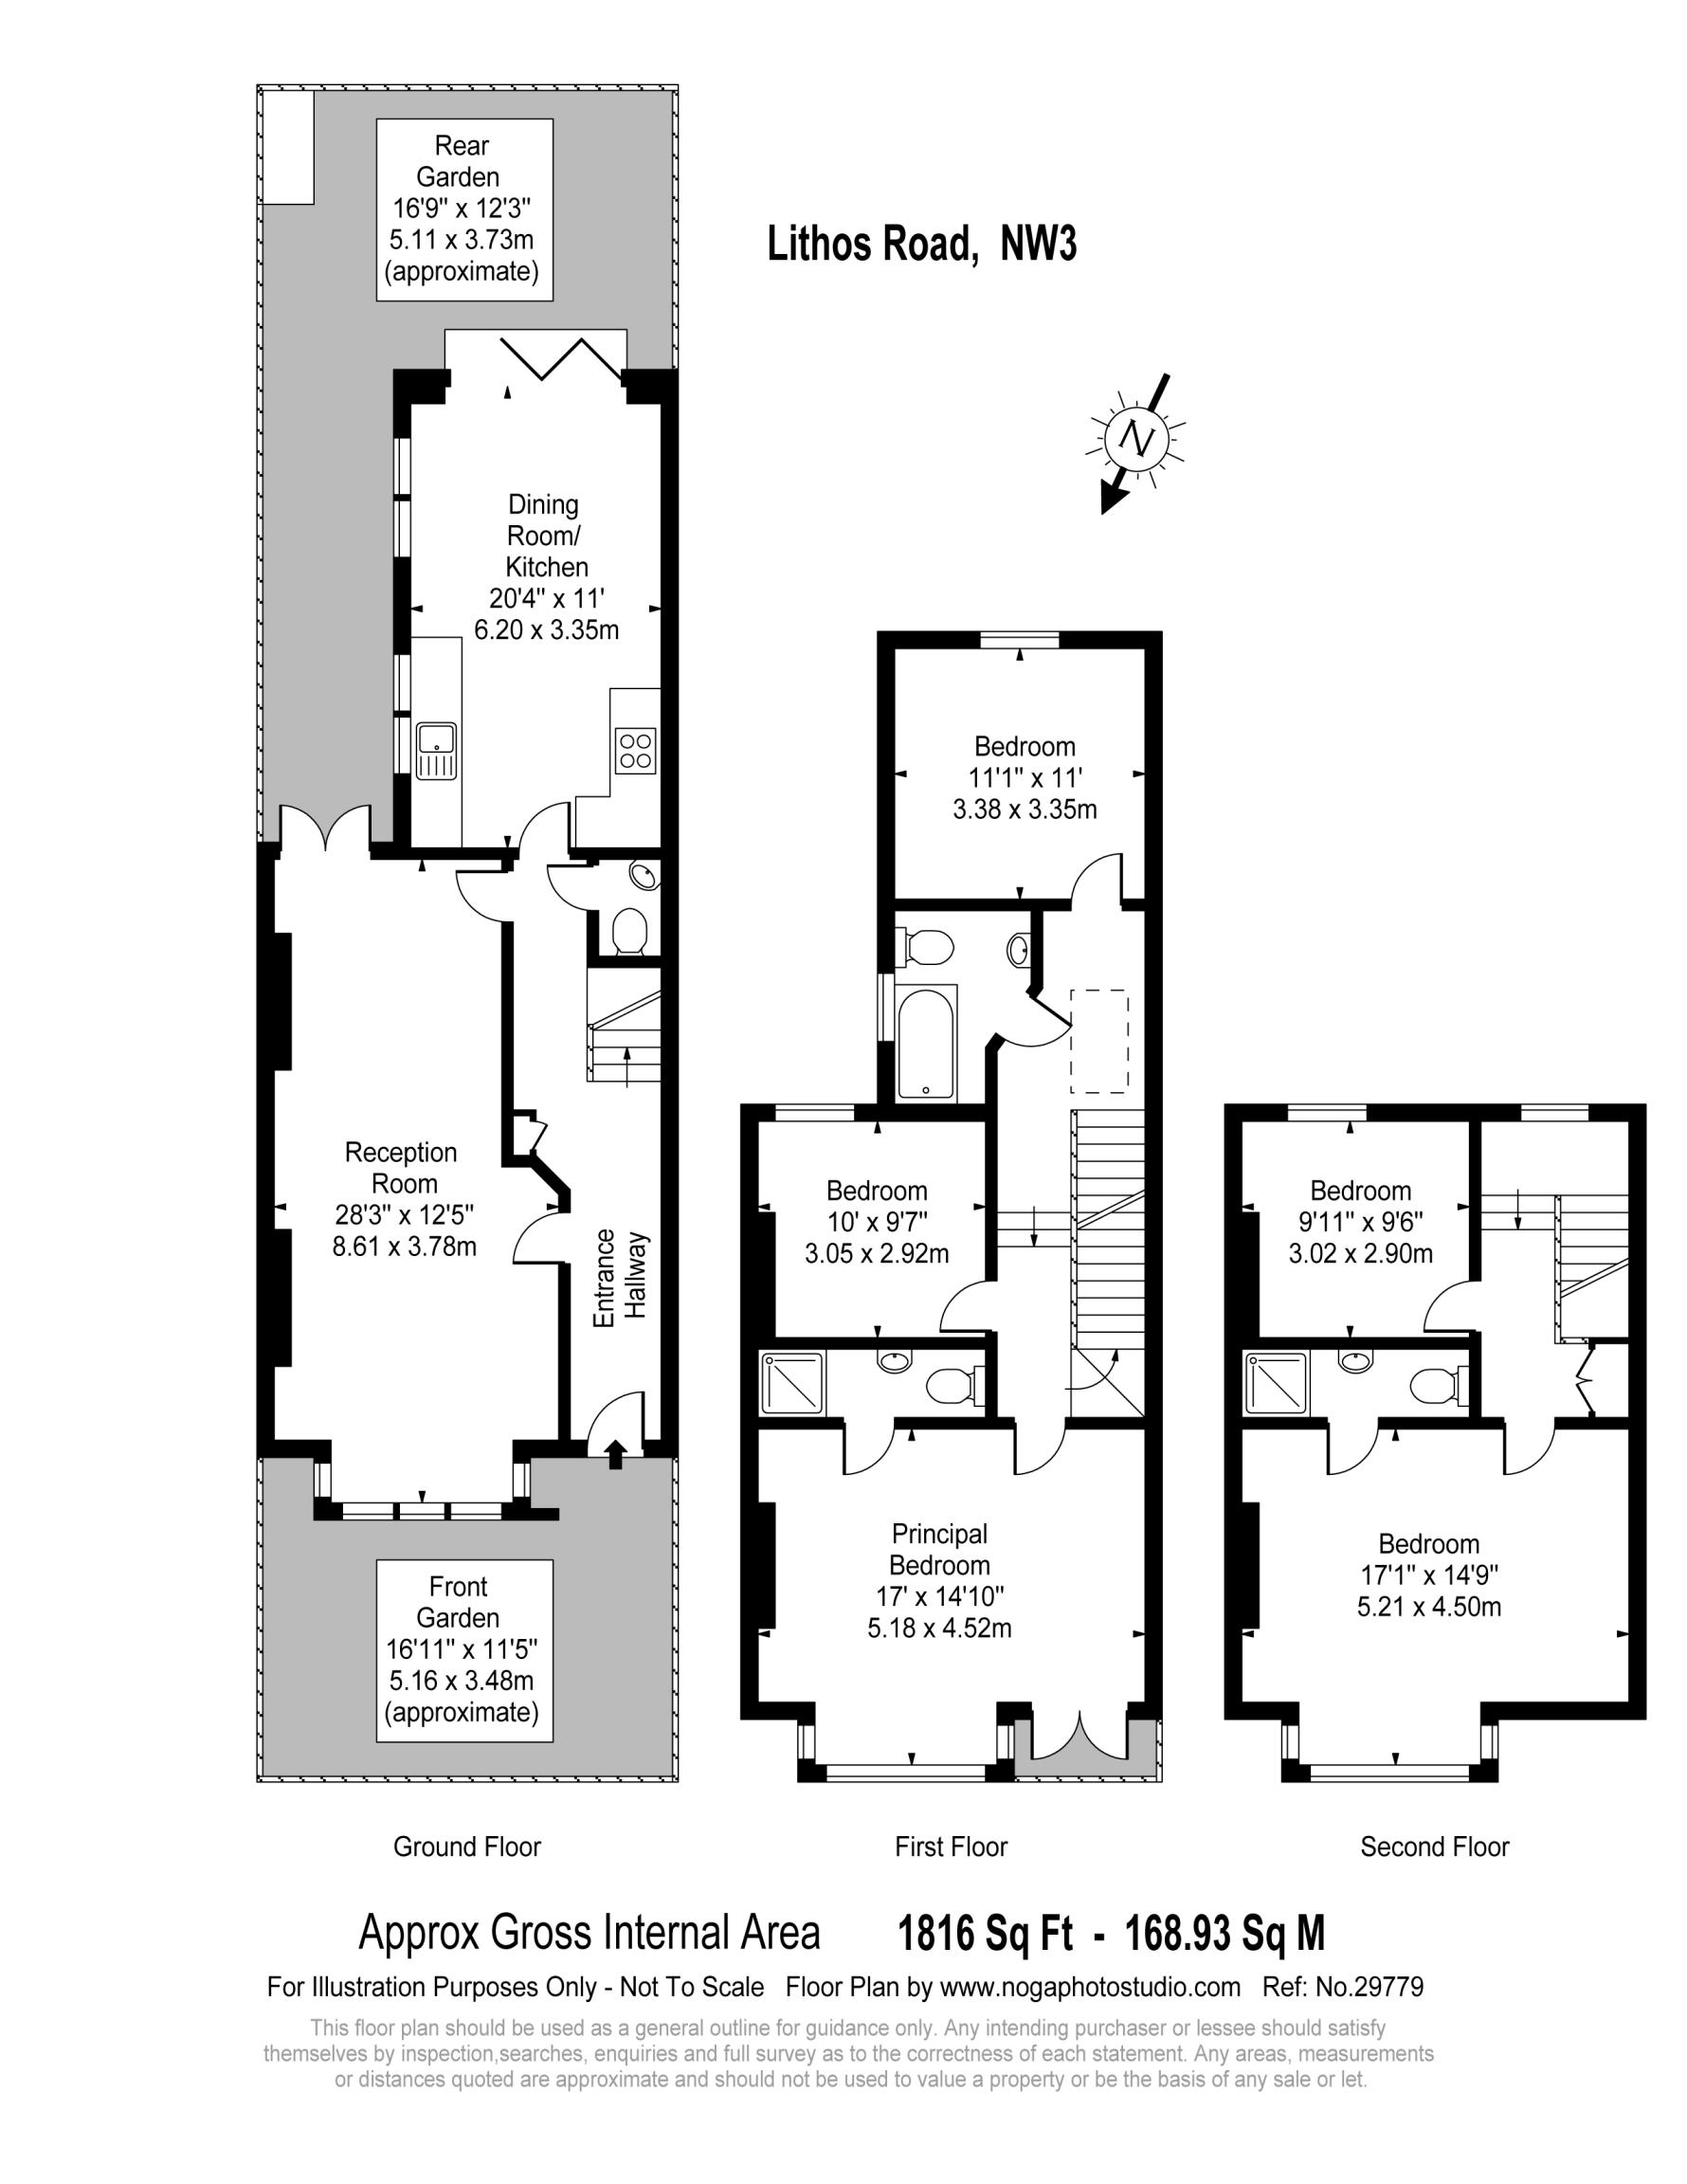 Rear
Garden
16'9" x 12'3"
5.11 x 3.73m
(approximate)
Lithos Road, NW3
N
Dining
Room/
Kitchen
20'4" x 11'
6.20 x 3.35m
Bedroom
11'1" x 11'
3.38 x 3.35m
Reception
Room
28'3" x 12'5"
8.61 x 3.78m
Entrance
Hallway
Bedroom
10' x 9'7"
3.05 x 2.92m
Bedroom
9'11" x 9'6"
3.02 x 2.90m
Principal
Bedroom
17' x 14'10"
5.18 x 4.52m
Bedroom
17'1" x 14'9"
5.21 x 4.50m
Front
Garden
16'11" x 11'5"
5.16 x 3.48m
(approximate)
Ground Floor
First Floor
Second Floor
Approx Gross Internal Area 1816 Sq Ft - 168.93 Sq M
For Illustration Purposes Only - Not To Scale Floor Plan by www.nogaphotostudio.com Ref: No.29779
This floor plan should be used as a general outline for guidance only. Any intending purchaser or lessee should satisfy
themselves by inspection,searches, enquiries and full survey as to the correctness of each statement. Any areas, measurements
or distances quoted are approximate and should not be used to value a property or be the basis of any sale or let.